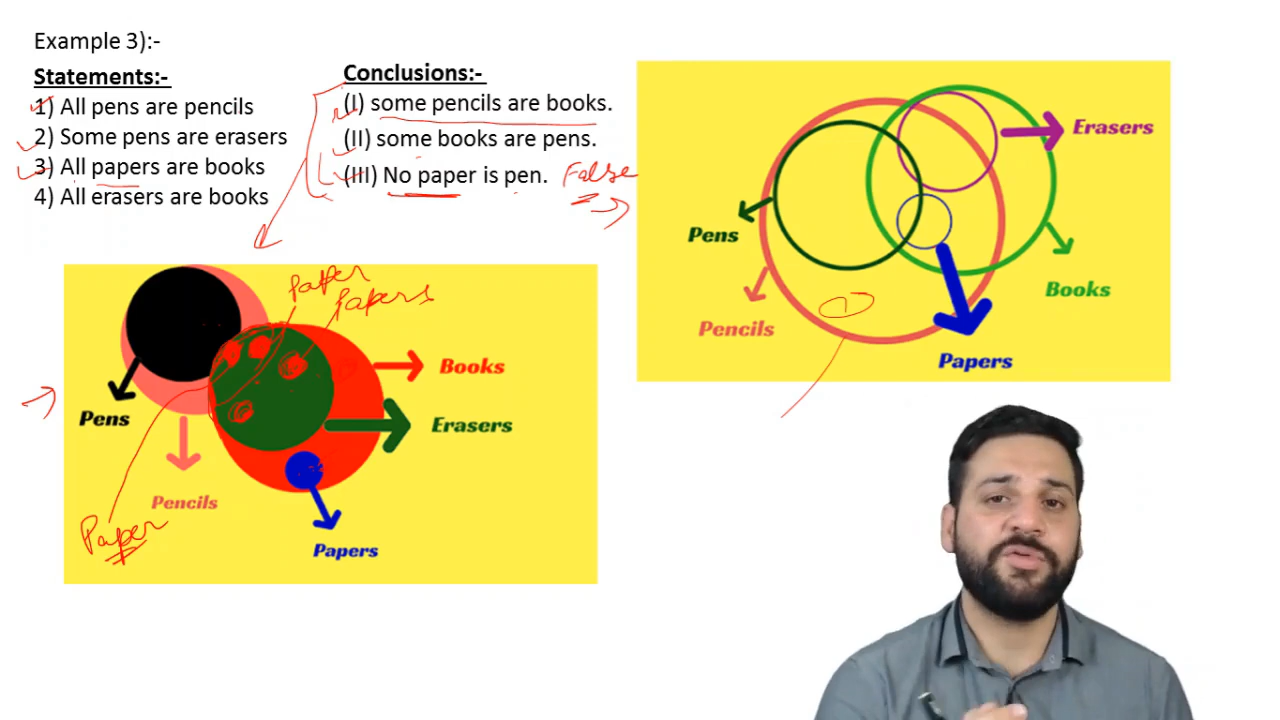 Example 3):-
Statements:-
1) All pens are pencils
2) Some pens are erasers
3) All papers are books
4) All erasers are books
Conclusions:-
(I) some pencils are books.
(II) some books are pens.
(III) No paper is pen. False
Paper
Papers
Books
Erasers
Pens
Pencils
Paper
Papers
Erasers
Pens
Books
Pencils
1
Papers